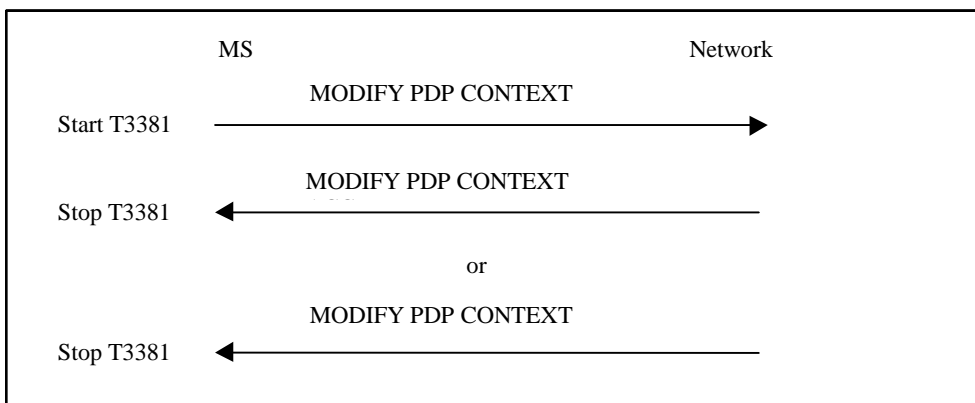 MS
Network
MODIFY PDP CONTEXT
Start T3381
MODIFY PDP CONTEXT
Stop T3381
or
MODIFY PDP CONTEXT
Stop T3381